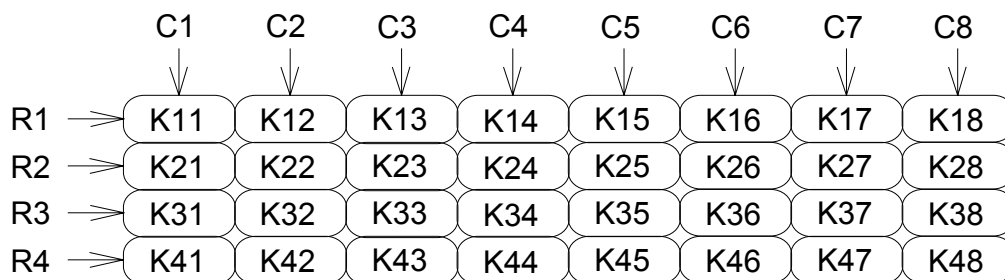 C1 C2 C3 C4 C5 C6 C7 C8
R1 K11 K12 K13 K14 K15 K16 K17 K18
R2 K21 K22 K23 K24 K25 K26 K27 K28
R3 K31 K32 K33 K34 K35 K36 K37 K38
R4 K41 K42 K43 K44 K45 K46 K47 K48